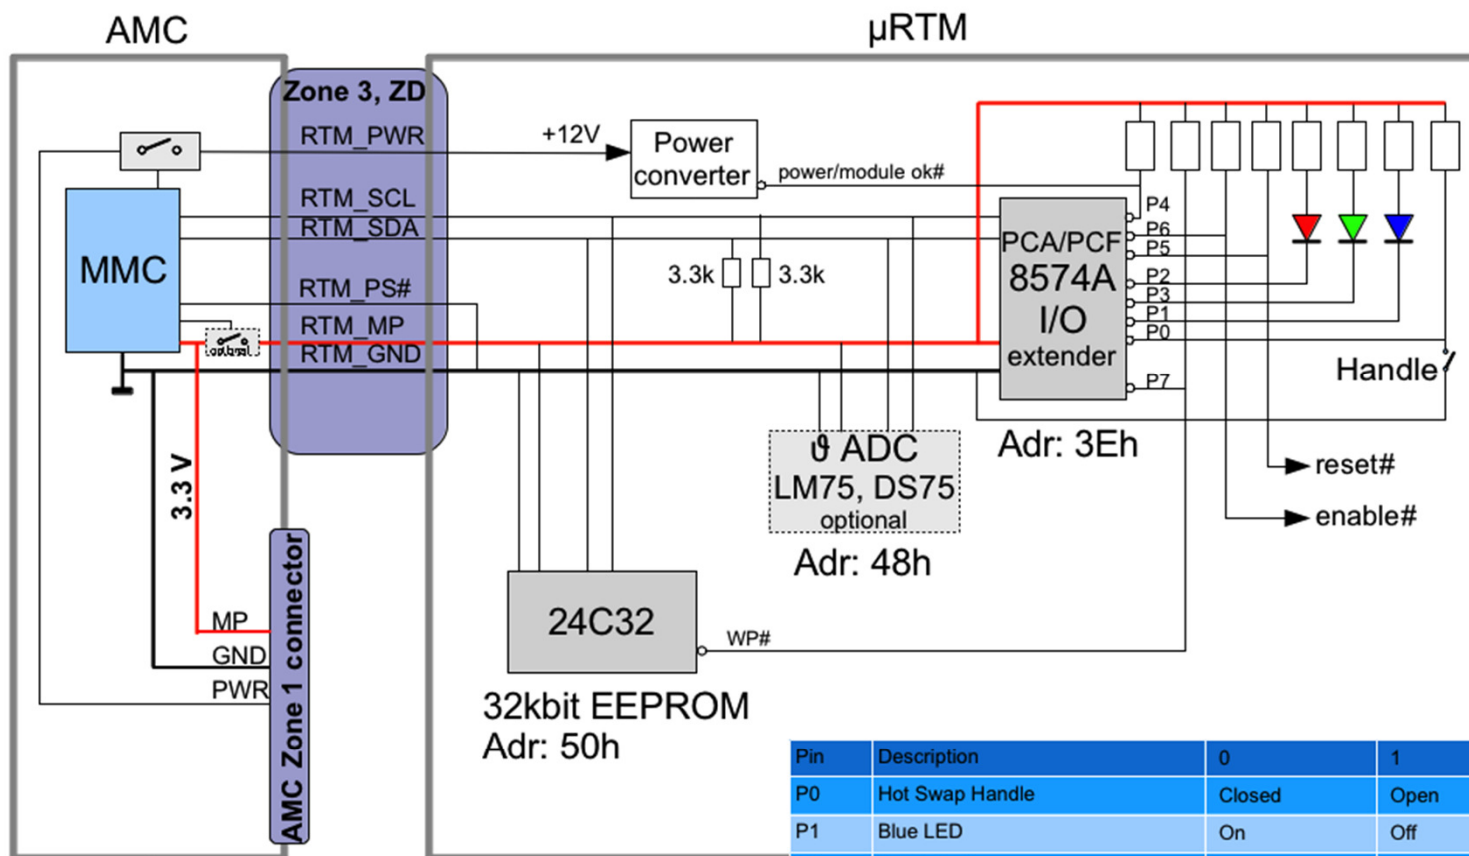 AMC
µRTM
Zone 3, ZD
RTM_PWR
+12V
Power
converter
power/module ok#
RTM_SCL
RTM_SDA
MMC
RTM_PS#
RTM_MP
optional
RTM_GND
3.3k
3.3k
PCA/PCF
8574A
I/O
extender
P4
P6
P5
P2
P3
P1
P0
P7
Handle
Adr: 3Eh
reset#
enable#
ϑ ADC
LM75, DS75
optional
Adr: 48h
3.3 V
24C32
WP#
32kbit EEPROM
Adr: 50h
MP
GND
PWR
AMC Zone 1 connector
Pin Description 0 1
P0 Hot Swap Handle Closed Open
P1 Blue LED On Off